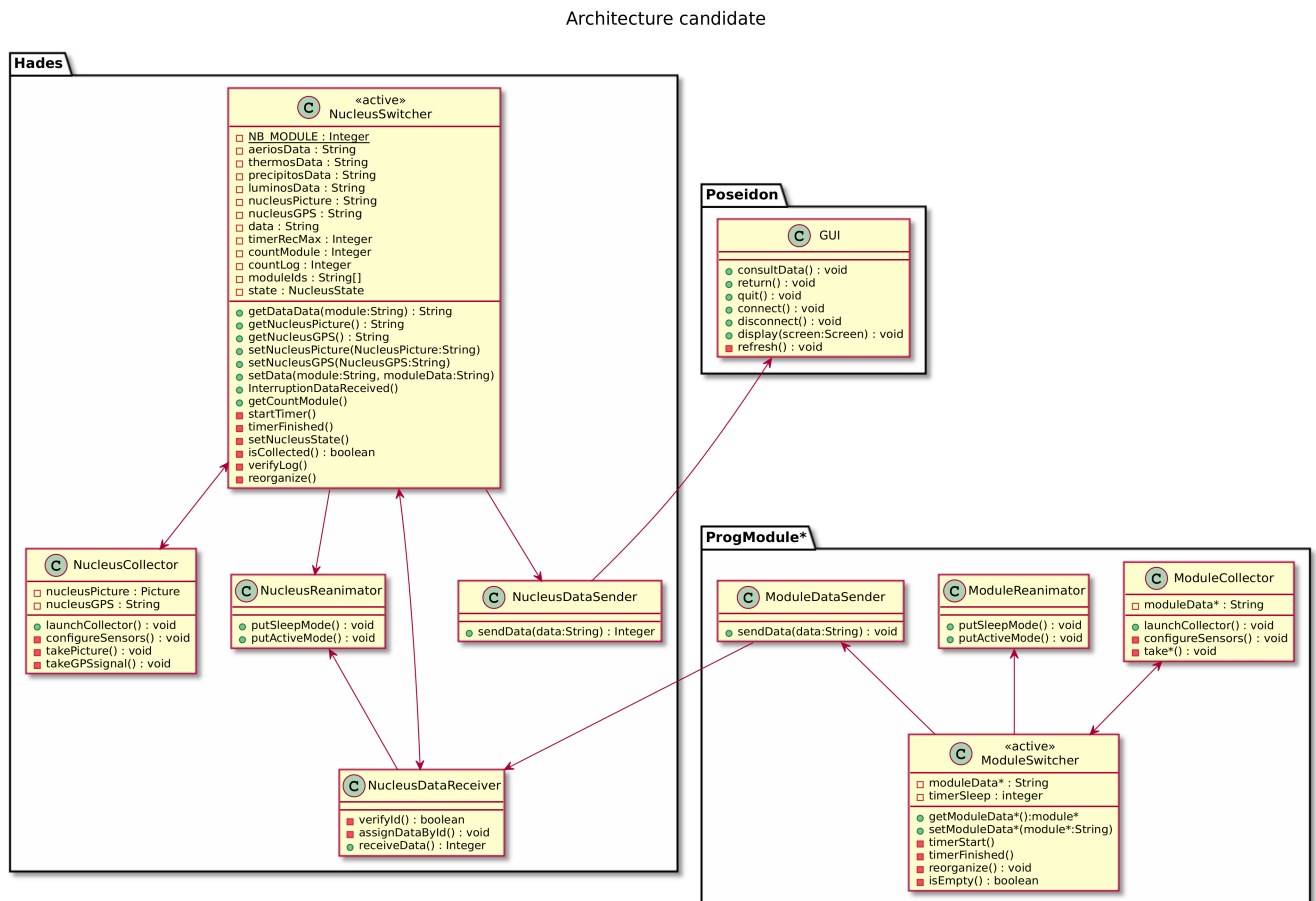 Architecture candidate
Hades
C
«active»
NucleusSwitcher
NB_MODULE : Integer
aeriosData : String
thermosData : String
precipitosData : String
luminosData : String
nucleusPicture : String
nucleusGPS : String
data : String
timerRecMax : Integer
countModule : Integer
countLog : Integer
moduleIds : String[]
state : NucleusState
getDataData(module:String) : String
getNucleusPicture() : String
getNucleusGPS() : String
setNucleusPicture(NucleusPicture:String)
setNucleusGPS(NucleusGPS:String)
setData(module:String, moduleData:String)
InterruptionDataReceived()
getCountModule()
startTimer()
timerFinished()
setNucleusState()
isCollected() : boolean
verifyLog()
reorganize()
Poseidon
C GUI
consultData() : void
return() : void
quit() : void
connect() : void
disconnect() : void
display(screen:Screen) : void
refresh() : void
C NucleusCollector
nucleusPicture : Picture
nucleusGPS : String
launchCollector() : void
configureSensors() : void
takePicture() : void
takeGPSsignal() : void
C NucleusReanimator
putSleepMode() : void
putActiveMode() : void
C NucleusDataSender
sendData(data:String) : Integer
C NucleusDataReceiver
verifyId() : boolean
assignDataById() : void
receiveData() : Integer
ProgModule*
C ModuleDataSender
sendData(data:String) : void
C ModuleReanimator
putSleepMode() : void
putActiveMode() : void
C ModuleCollector
moduleData* : String
launchCollector() : void
configureSensors() : void
take*() : void
C
«active»
ModuleSwitcher
moduleData* : String
timerSleep : integer
getModuleData*():module*
setModuleData*(module*:String)
timerStart()
timerFinished()
reorganize() : void
isEmpty() : boolean